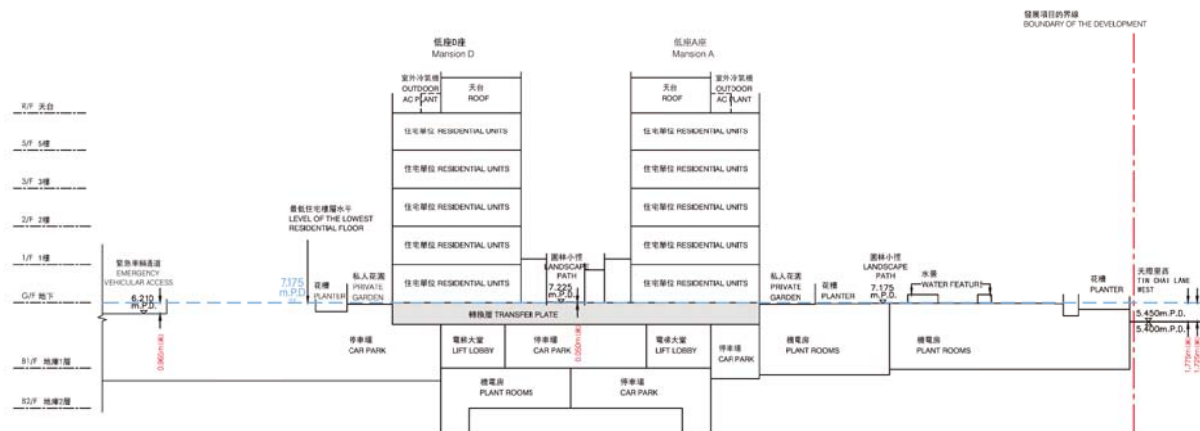 發展項目的界線
BOUNDARY OF THE DEVELOPMENT
低座D座
Mansion D
低座A座
Mansion A
室外冷氣機
OUTDOOR
AC PLANT
天台
ROOF
天台
ROOF
室外冷氣機
OUTDOOR
AC PLANT
R/F 天台
住宅單位 RESIDENTIAL UNITS
住宅單位 RESIDENTIAL UNITS
5/F 5樓
住宅單位 RESIDENTIAL UNITS
住宅單位 RESIDENTIAL UNITS
3/F 3樓
住宅單位 RESIDENTIAL UNITS
住宅單位 RESIDENTIAL UNITS
2/F 2樓
最低住宅樓層水平
LEVEL OF THE LOWEST
RESIDENTIAL FLOOR
住宅單位 RESIDENTIAL UNITS
住宅單位 RESIDENTIAL UNITS
1/F 1樓
緊急車輛通道
EMERGENCY
VEHICULAR ACCESS
6.210
m.P.D.
7.175
m.P.D.
花槽
PLANTER
私人花園
PRIVATE
GARDEN
住宅單位 RESIDENTIAL UNITS
園林小徑
LANDSCAPE
PATH
7.225
m.P.D.
住宅單位 RESIDENTIAL UNITS
私人花園
PRIVATE
GARDEN
花槽
PLANTER
園林小徑
LANDSCAPE
PATH
7.175
m.P.D.
水景
WATER FEATURE
花槽
PLANTER
TIN CHAI LANE
WEST
G/F 地下
5.450m.P.D.
5.400m.P.D.
轉換層 TRANSFER PLATE
0.965m(米)
0.050m(米)
1.775m(米)
1.725m(米)
停車場
CAR PARK
電梯大堂
LIFT LOBBY
停車場
CAR PARK
電梯大堂
LIFT LOBBY
停車場
CAR PARK
機電房
PLANT ROOMS
機電房
PLANT ROOMS
B1/F 地庫1層
機電房
PLANT ROOMS
停車場
CAR PARK
B2/F 地庫2層